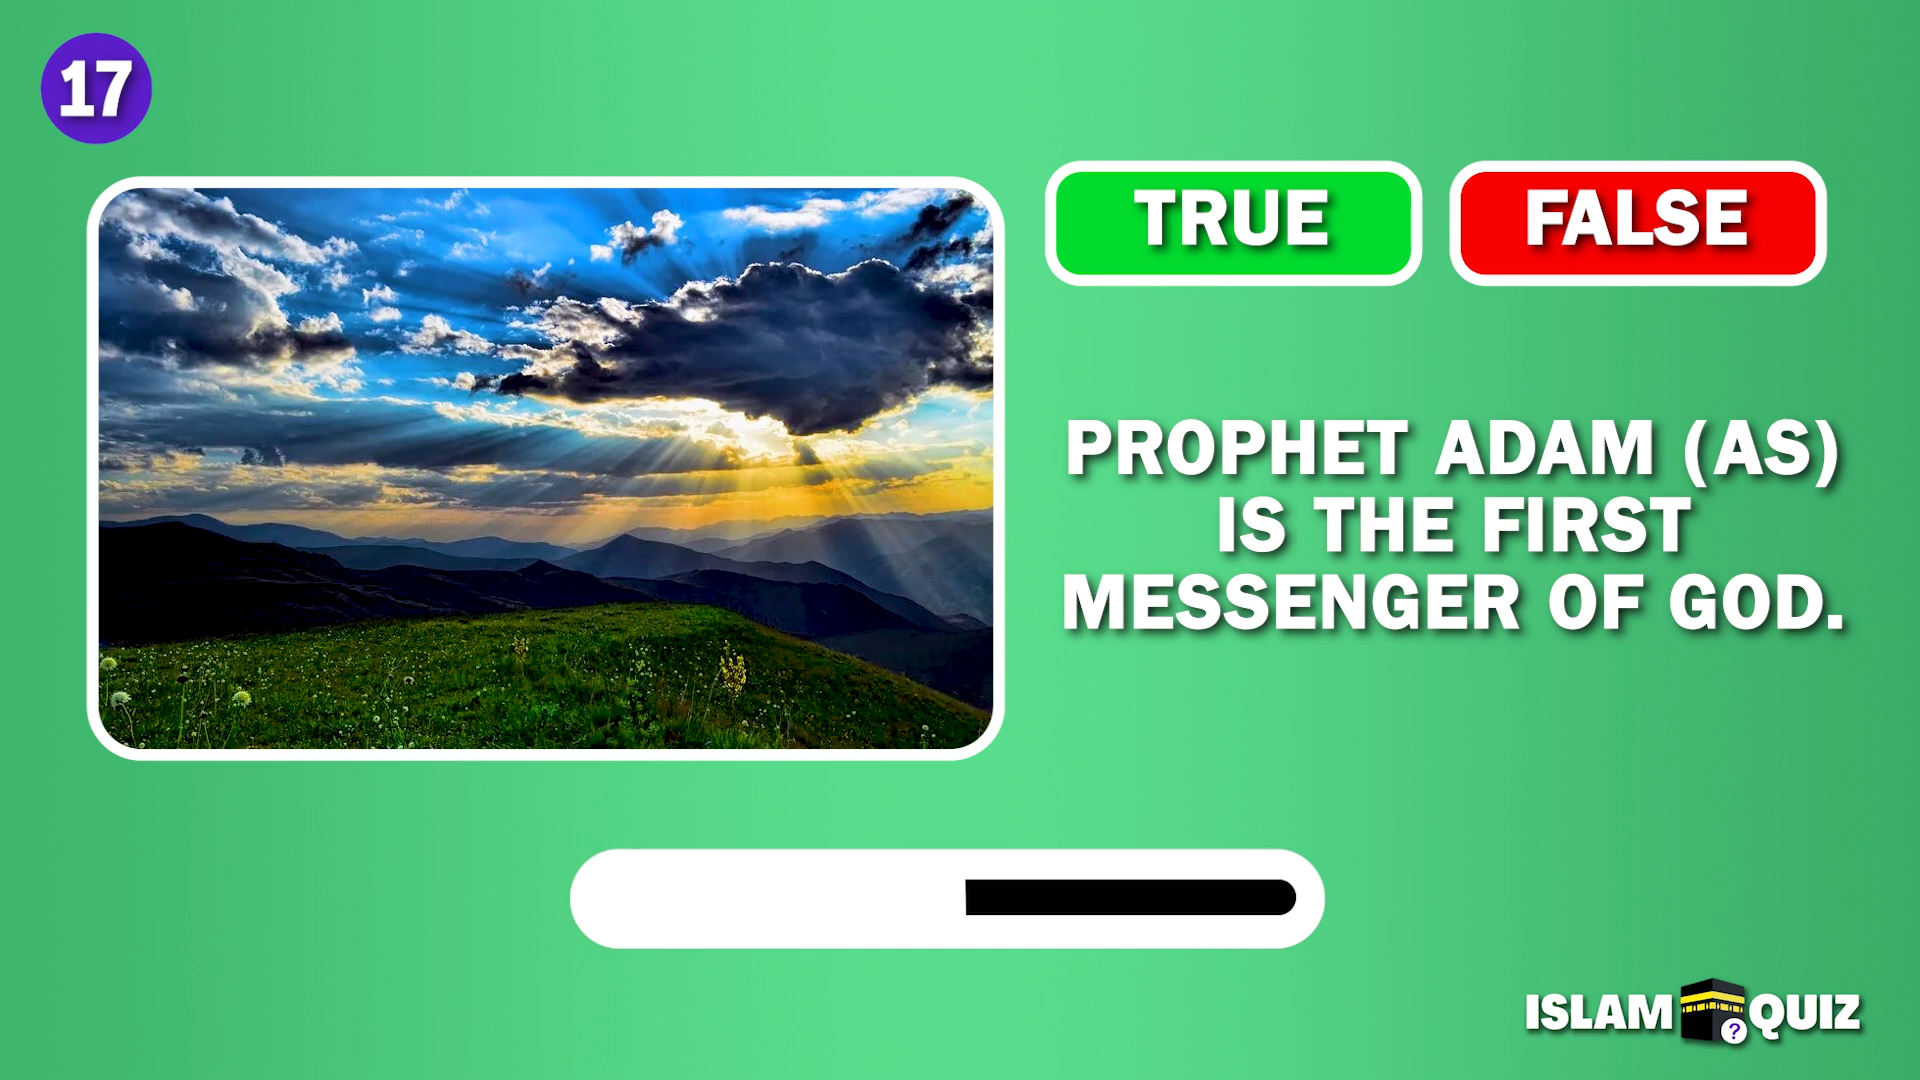 17
TRUE
FALSE
PROPHET ADAM (AS)
IS THE FIRST
MESSENGER OF GOD.
ISLAM ? QUIZ